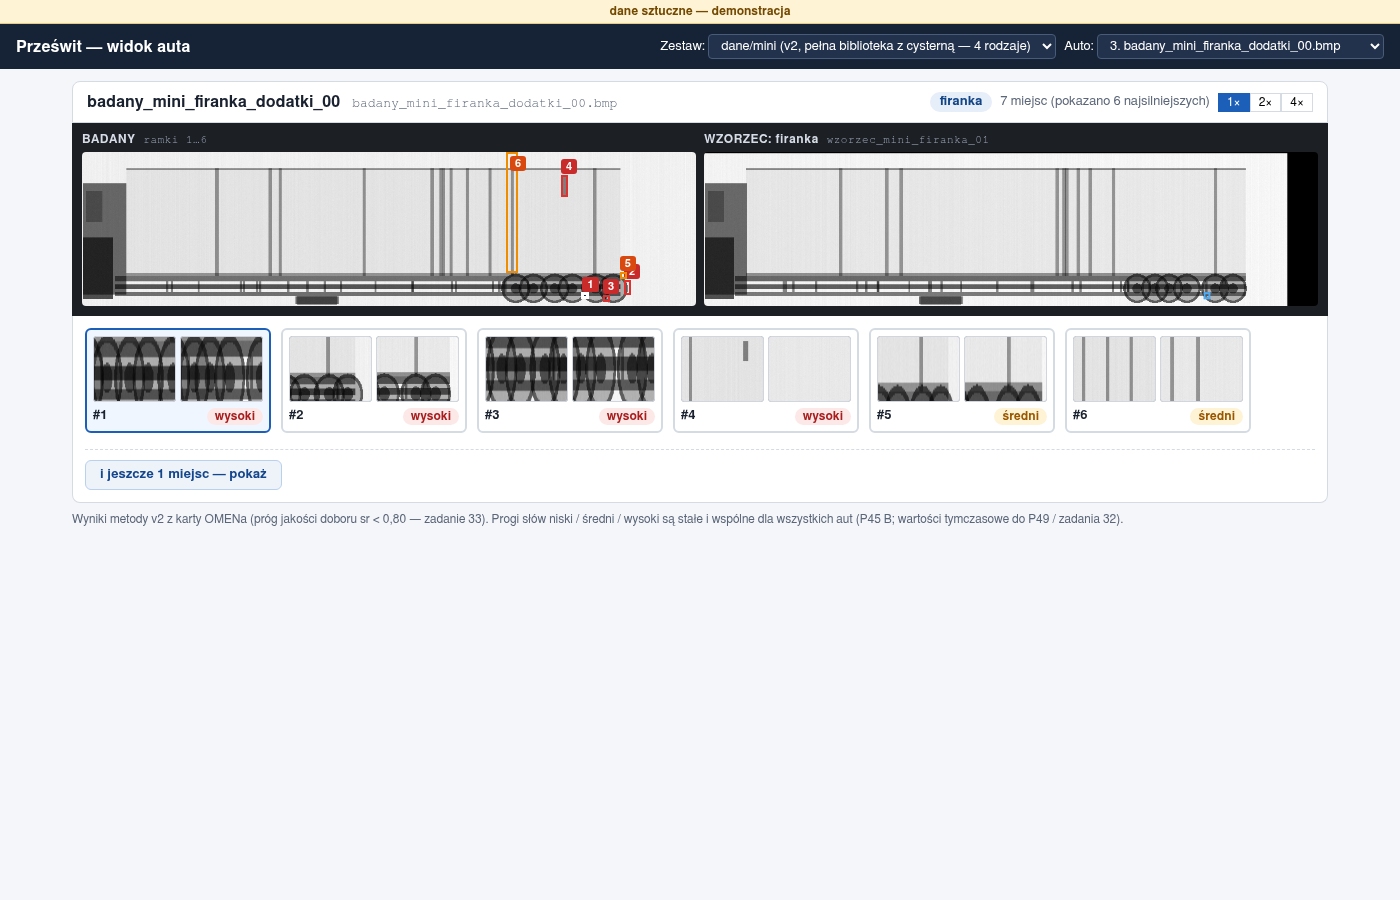 dane sztuczne — demonstracja
Prześwit — widok auta
Zestaw: dane/mini (v2, pełna biblioteka z cysterną — 4 rodzaje) Auto: 3. badany_mini_firanka_dodatki_00.bmp
badany_mini_firanka_dodatki_00 badany_mini_firanka_dodatki_00.bmp firanka 7 miejsc (pokazano 6 najsilniejszych) 1× 2× 4×
BADANY ramki 1…6 WZORZEC: firanka wzorzec_mini_firanka_01
6 4
5
2
1 3
#1 wysoki #2 wysoki #3 wysoki #4 wysoki #5 średni #6 średni
i jeszcze 1 miejsc — pokaż
Wyniki metody v2 z karty OMENa (próg jakości doboru sr < 0,80 — zadanie 33). Progi słów niski / średni / wysoki są stałe i wspólne dla wszystkich aut (P45 B; wartości tymczasowe do P49 / zadania 32).